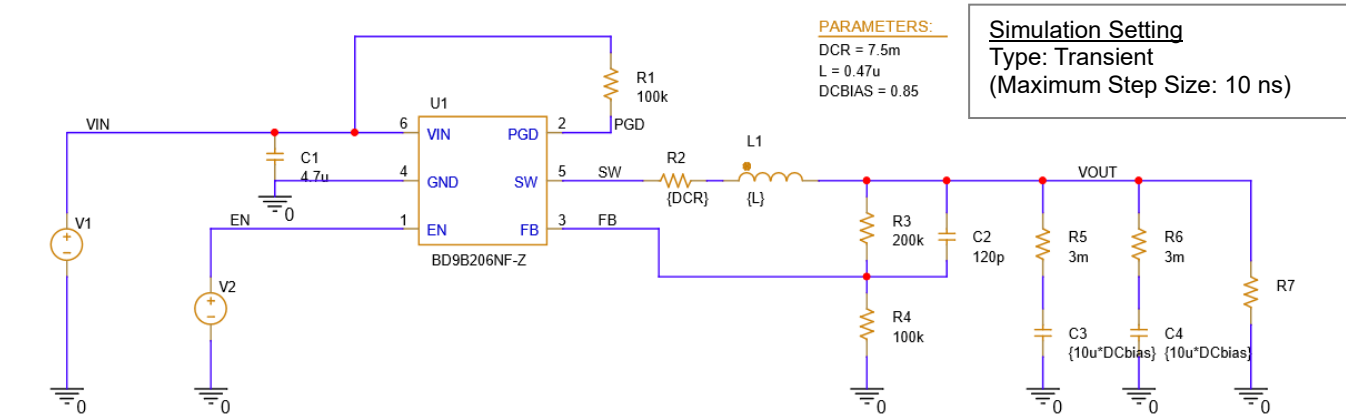 PARAMETERS:
DCR = 7.5m
L = 0.47u
DCBIAS = 0.85
Simulation Setting
Type: Transient
(Maximum Step Size: 10 ns)
R1
100k
U1
VIN
6
VIN
PGD
2
PGD
C1
4.7u
4
GND
SW
5
SW
R2
{DCR}
L1
{L}
VOUT
EN
1
EN
FB
3
FB
BD9B206NF-Z
R3
200k
C2
120p
R5
3m
R6
3m
R7
V1
+
−
V2
+
−
R4
100k
C3
{10u*DCbias}
C4
{10u*DCbias}
0
0
0
0
0
0
0